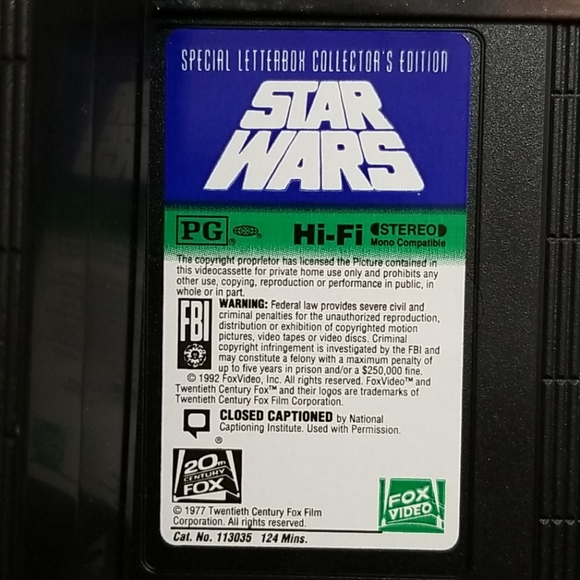 SPECIAL LETTERBOX COLLECTOR'S EDITION
STAR
WARS
PG ®
Hi-Fi STEREO
Mono Compatible
The copyright proprietor has licensed the Picture contained in
this videocassette for private home use only and prohibits any
other use, copying, reproduction or performance in public, in
whole or in part.
FBI
WARNING: Federal law provides severe civil and
criminal penalties for the unauthorized reproduction,
distribution or exhibition of copyrighted motion
pictures, video tapes or video discs. Criminal
copyright infringement is investigated by the FBI and
may constitute a felony with a maximum penalty of
up to five years in prison and/or a $250,000 fine.
© 1992 FoxVideo, Inc. All rights reserved. FoxVideo™ and
Twentieth Century Fox™ and their logos are trademarks of
Twentieth Century Fox Film Corporation.
CLOSED CAPTIONED by National
Captioning Institute. Used with Permission.
®
20th
CENTURY
FOX
FOX
VIDEO
© 1977 Twentieth Century Fox Film
Corporation. All rights reserved.
Cat. No. 113035 124 Mins.